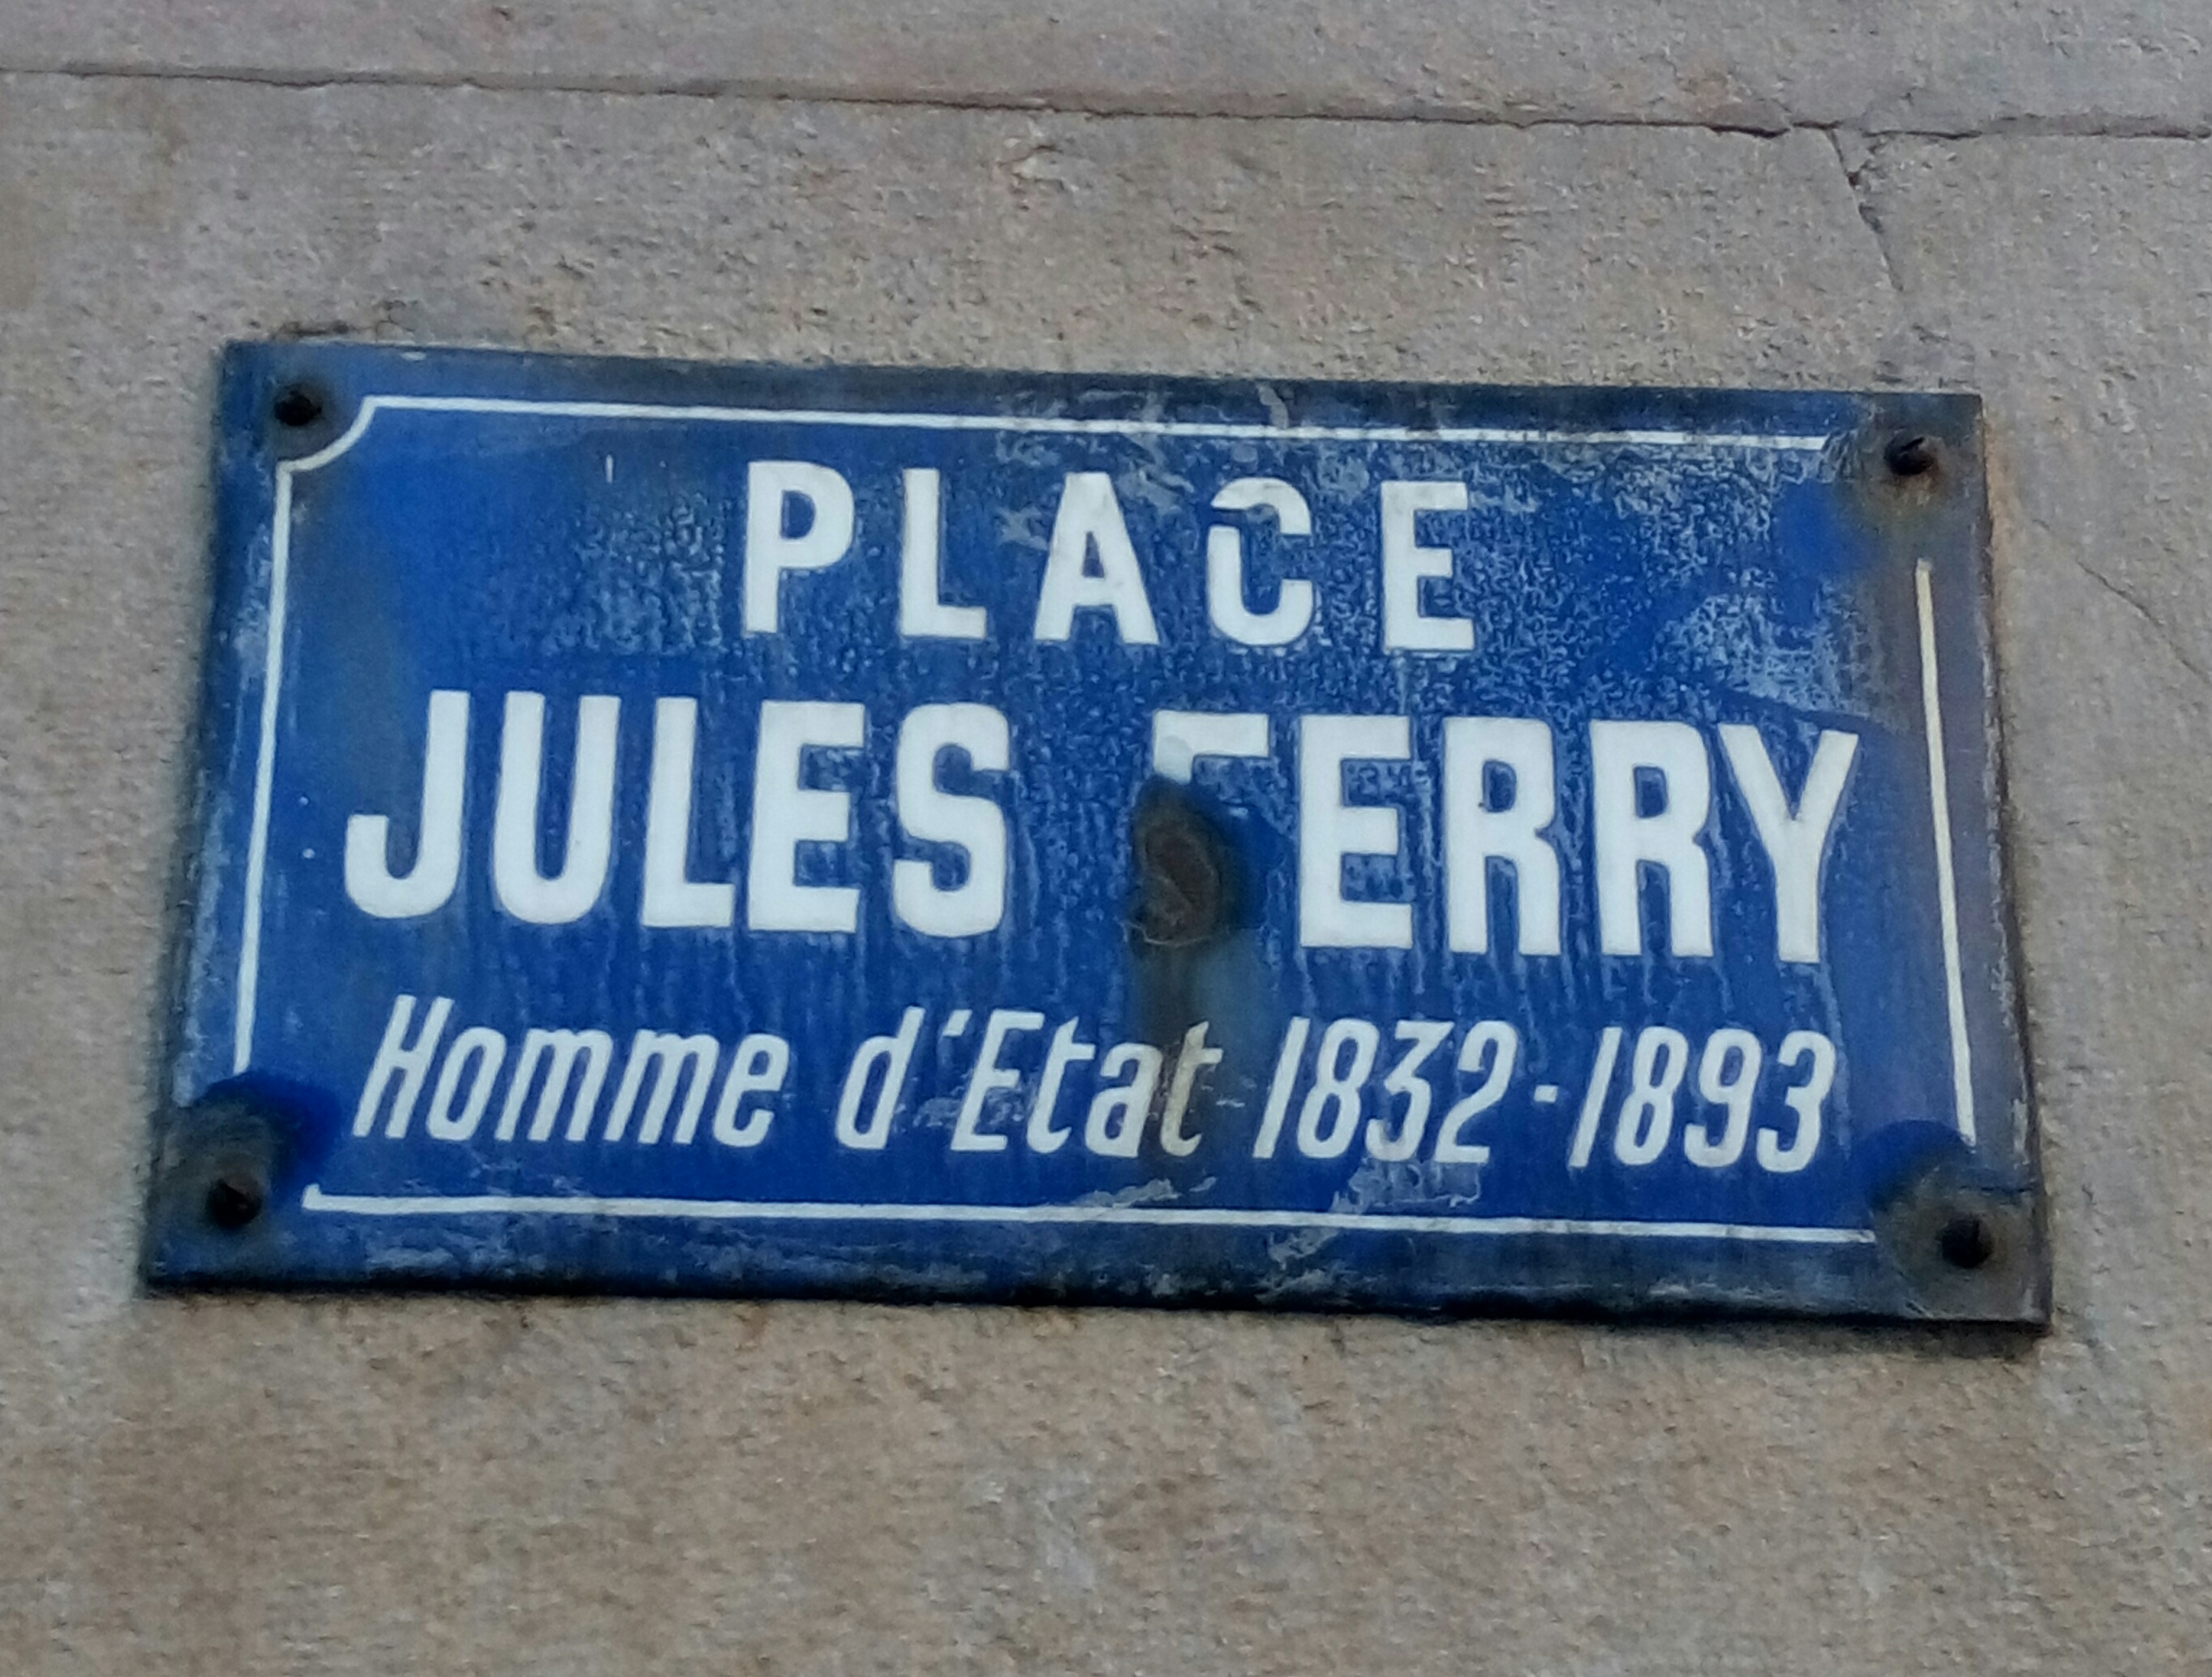 PLACE
JULES FERRY
Homme d'Etat 1832-1893